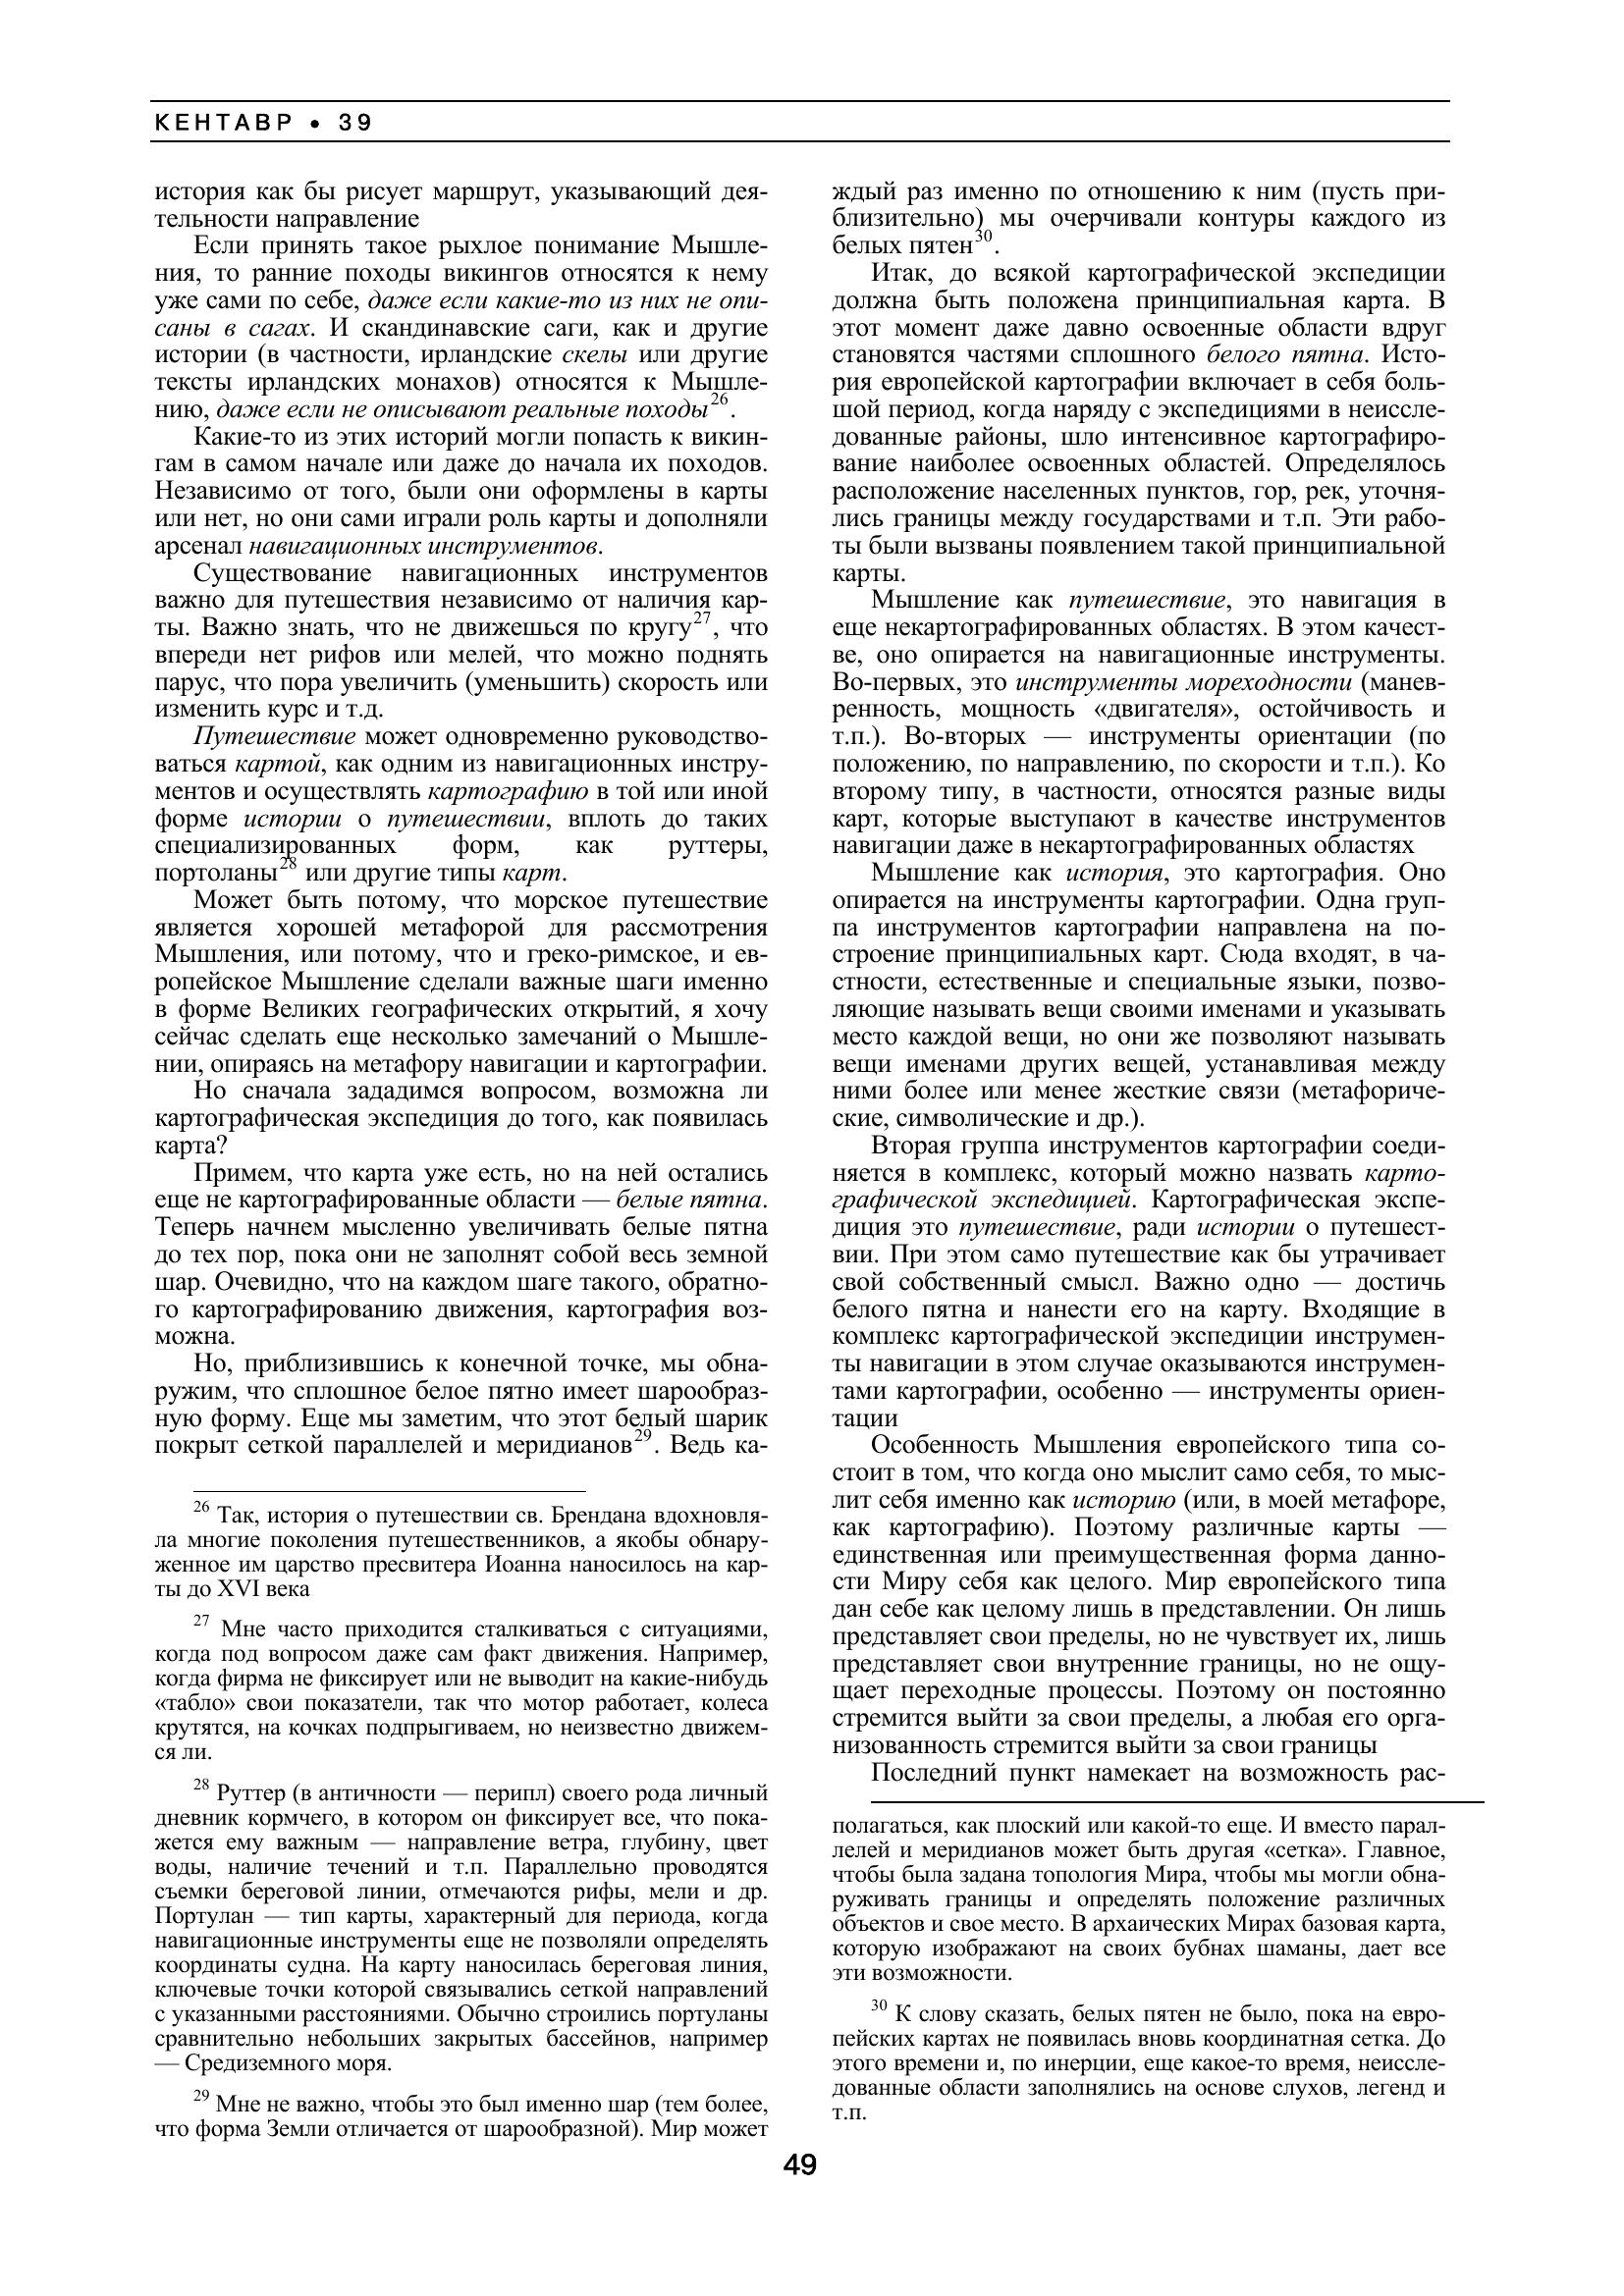 КЕНТАВР • 39
история как бы рисует маршрут, указывающий дея-
тельности направление
Если принять такое рыхлое понимание Мышле-
ния, то ранние походы викингов относятся к нему
уже сами по себе, даже если какие-то из них не опи-
саны в сагах. И скандинавские саги, как и другие
истории (в частности, ирландские скелы или другие
тексты ирландских монахов) относятся к Мышле-
нию, даже если не описывают реальные походы26.
Какие-то из этих историй могли попасть к викин-
гам в самом начале или даже до начала их походов.
Независимо от того, были они оформлены в карты
или нет, но они сами играли роль карты и дополняли
арсенал навигационных инструментов.
Существование навигационных инструментов
важно для путешествия независимо от наличия кар-
ты. Важно знать, что не движешься по кругу27, что
впереди нет рифов или мелей, что можно поднять
парус, что пора увеличить (уменьшить) скорость или
изменить курс и т.д.
Путешествие может одновременно руководство-
ваться картой, как одним из навигационных инстру-
ментов и осуществлять картографию в той или иной
форме истории о путешествии, вплоть до таких
специализированных форм, как руттеры,
портоланы28 или другие типы карт.
Может быть потому, что морское путешествие
является хорошей метафорой для рассмотрения
Мышления, или потому, что и греко-римское, и ев-
ропейское Мышление сделали важные шаги именно
в форме Великих географических открытий, я хочу
сейчас сделать еще несколько замечаний о Мышле-
нии, опираясь на метафору навигации и картографии.
Но сначала зададимся вопросом, возможна ли
картографическая экспедиция до того, как появилась
карта?
Примем, что карта уже есть, но на ней остались
еще не картографированные области — белые пятна.
Теперь начнем мысленно увеличивать белые пятна
до тех пор, пока они не заполнят собой весь земной
шар. Очевидно, что на каждом шаге такого, обратно-
го картографированию движения, картография воз-
можна.
Но, приблизившись к конечной точке, мы обна-
ружим, что сплошное белое пятно имеет шарообраз-
ную форму. Еще мы заметим, что этот белый шарик
покрыт сеткой параллелей и меридианов29. Ведь ка-
26 Так, история о путешествии св. Брендана вдохновля-
ла многие поколения путешественников, а якобы обнару-
женное им царство пресвитера Иоанна наносилось на кар-
ты до XVI века
27 Мне часто приходится сталкиваться с ситуациями,
когда под вопросом даже сам факт движения. Например,
когда фирма не фиксирует или не выводит на какие-нибудь
«табло» свои показатели, так что мотор работает, колеса
крутятся, на кочках подпрыгиваем, но неизвестно движем-
ся ли.
28 Руттер (в античности — перипл) своего рода личный
дневник кормчего, в котором он фиксирует все, что пока-
жется ему важным — направление ветра, глубину, цвет
воды, наличие течений и т.п. Параллельно проводятся
съемки береговой линии, отмечаются рифы, мели и др.
Портулан — тип карты, характерный для периода, когда
навигационные инструменты еще не позволяли определять
координаты судна. На карту наносилась береговая линия,
ключевые точки которой связывались сеткой направлений
с указанными расстояниями. Обычно строились портуланы
сравнительно небольших закрытых бассейнов, например
— Средиземного моря.
29 Мне не важно, чтобы это был именно шар (тем более,
что форма Земли отличается от шарообразной). Мир может
ждый раз именно по отношению к ним (пусть при-
близительно) мы очерчивали контуры каждого из
белых пятен30.
Итак, до всякой картографической экспедиции
должна быть положена принципиальная карта. В
этот момент даже давно освоенные области вдруг
становятся частями сплошного белого пятна. Исто-
рия европейской картографии включает в себя боль-
шой период, когда наряду с экспедициями в неиссле-
дованные районы, шло интенсивное картографиро-
вание наиболее освоенных областей. Определялось
расположение населенных пунктов, гор, рек, уточня-
лись границы между государствами и т.п. Эти рабо-
ты были вызваны появлением такой принципиальной
карты.
Мышление как путешествие, это навигация в
еще некартографированных областях. В этом качест-
ве, оно опирается на навигационные инструменты.
Во-первых, это инструменты мореходности (манев-
ренность, мощность «двигателя», остойчивость и
т.п.). Во-вторых — инструменты ориентации (по
положению, по направлению, по скорости и т.п.). Ко
второму типу, в частности, относятся разные виды
карт, которые выступают в качестве инструментов
навигации даже в некартографированных областях
Мышление как история, это картография. Оно
опирается на инструменты картографии. Одна груп-
па инструментов картографии направлена на по-
строение принципиальных карт. Сюда входят, в ча-
стности, естественные и специальные языки, позво-
ляющие называть вещи своими именами и указывать
место каждой вещи, но они же позволяют называть
вещи именами других вещей, устанавливая между
ними более или менее жесткие связи (метафориче-
ские, символические и др.).
Вторая группа инструментов картографии соеди-
няется в комплекс, который можно назвать карто-
графической экспедицией. Картографическая экспе-
диция это путешествие, ради истории о путешест-
вии. При этом само путешествие как бы утрачивает
свой собственный смысл. Важно одно — достичь
белого пятна и нанести его на карту. Входящие в
комплекс картографической экспедиции инструмен-
ты навигации в этом случае оказываются инструмен-
тами картографии, особенно — инструменты ориен-
тации
Особенность Мышления европейского типа со-
стоит в том, что когда оно мыслит само себя, то мыс-
лит себя именно как историю (или, в моей метафоре,
как картографию). Поэтому различные карты —
единственная или преимущественная форма данно-
сти Миру себя как целого. Мир европейского типа
дан себе как целому лишь в представлении. Он лишь
представляет свои пределы, но не чувствует их, лишь
представляет свои внутренние границы, но не ощу-
щает переходные процессы. Поэтому он постоянно
стремится выйти за свои пределы, а любая его орга-
низованность стремится выйти за свои границы
Последний пункт намекает на возможность рас-
полагаться, как плоский или какой-то еще. И вместо парал-
лелей и меридианов может быть другая «сетка». Главное,
чтобы была задана топология Мира, чтобы мы могли обна-
руживать границы и определять положение различных
объектов и свое место. В архаических Мирах базовая карта,
которую изображают на своих бубнах шаманы, дает все
эти возможности.
30 К слову сказать, белых пятен не было, пока на евро-
пейских картах не появилась вновь координатная сетка. До
этого времени и, по инерции, еще какое-то время, неиссле-
дованные области заполнялись на основе слухов, легенд и
т.п.
49